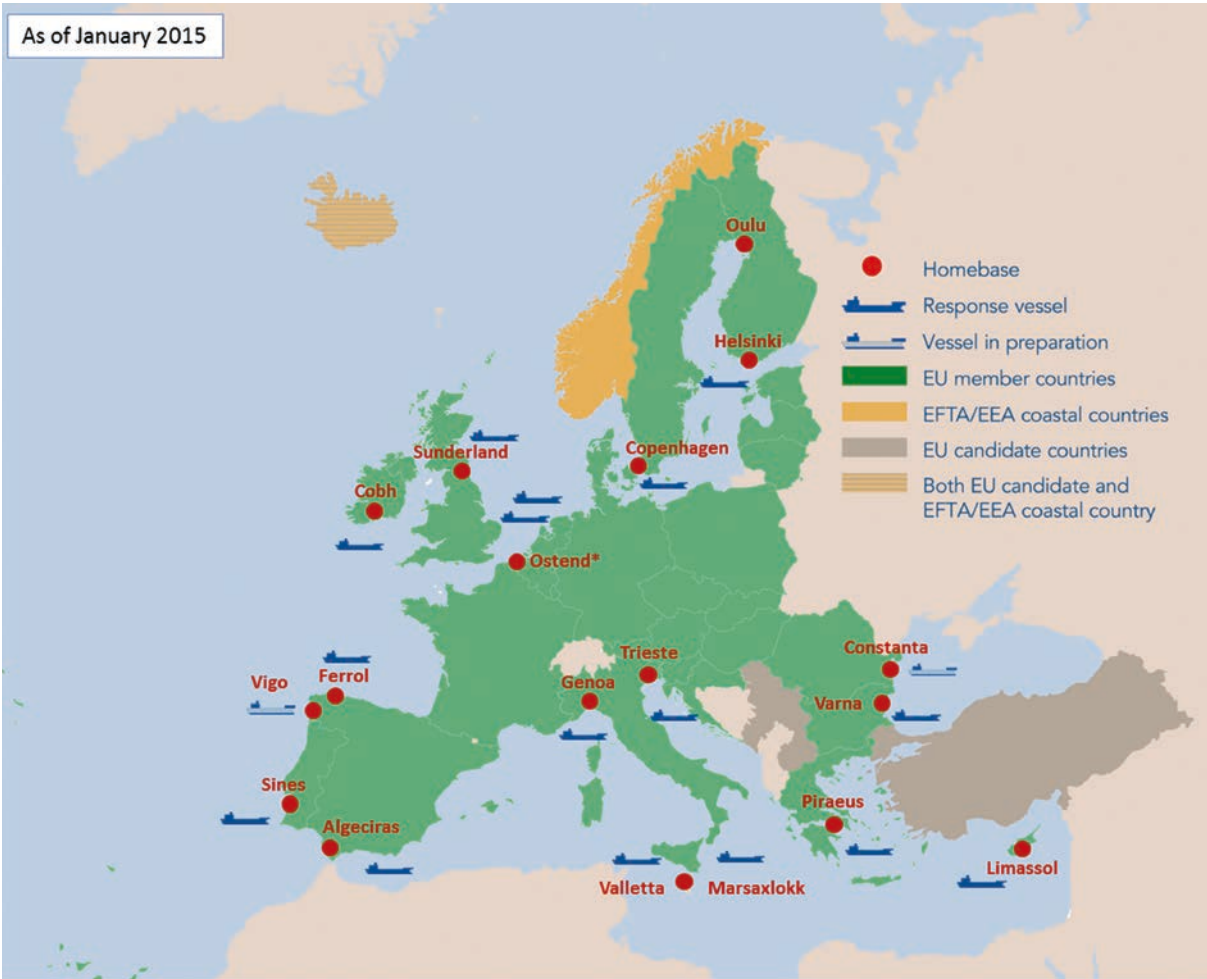 As of January 2015
Oulu
Homebase
Response vessel
Helsinki
Vessel in preparation
EU member countries
EFTA/EEA coastal countries
Sunderland
Copenhagen
EU candidate countries
Cobh
Both EU candidate and
EFTA/EEA coastal country
Ostend*
Constanta
Trieste
Ferrol
Vigo
Genoa
Varna
Sines
Piraeus
Algeciras
Limassol
Valletta
Marsaxlokk